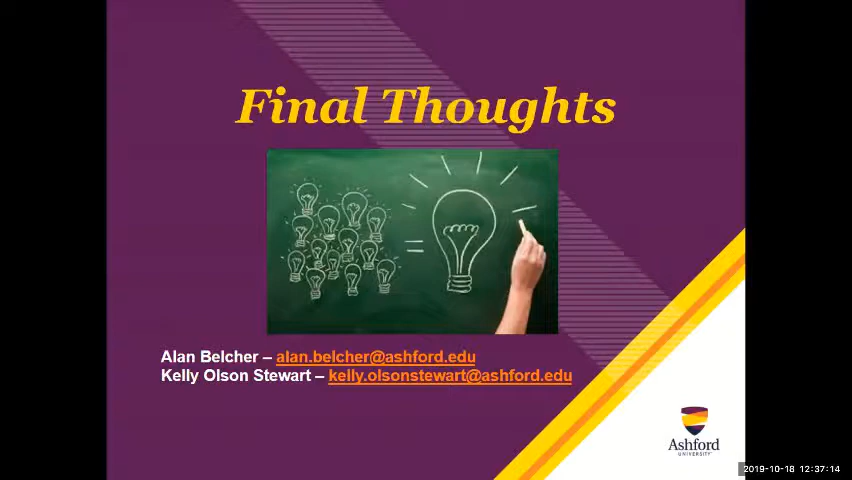 Final Thoughts
=
Alan Belcher – alan.belcher@ashford.edu
Kelly Olson Stewart – kelly.olsonstewart@ashford.edu
Ashford
UNIVERSITY
2019-10-18 12:37:14